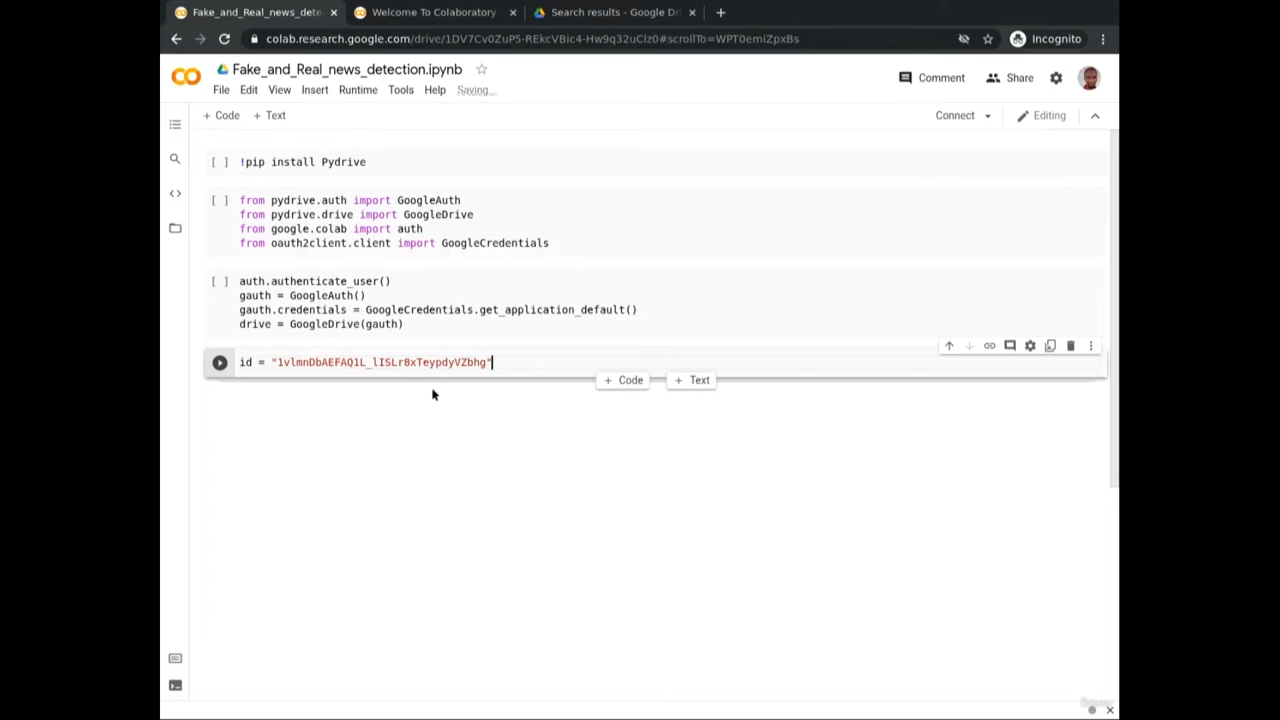 Fake_and_Real_news_dete
Welcome To Colaboratory -
Search results - Google Dri
colab.research.google.com/drive/1DV7Cv0ZuP5-REkcVBic4-Hw9q32uClz0#scrollTo=WPT0emiZpxBs
Incognito
Fake_and_Real_news_detection.ipynb
Comment
Share
File Edit View Insert Runtime Tools Help Saving...
+ Code + Text
Connect
Editing
[ ] !pip install Pydrive
[ ] from pydrive.auth import GoogleAuth
from pydrive.drive import GoogleDrive
from google.colab import auth
from oauth2client.client import GoogleCredentials
[ ] auth.authenticate_user()
gauth = GoogleAuth()
gauth.credentials = GoogleCredentials.get_application_default()
drive = GoogleDrive(gauth)
id = "1vlmnDbAEFAQ1L_lISLr8xTeypdyVZbhg"
+ Code + Text